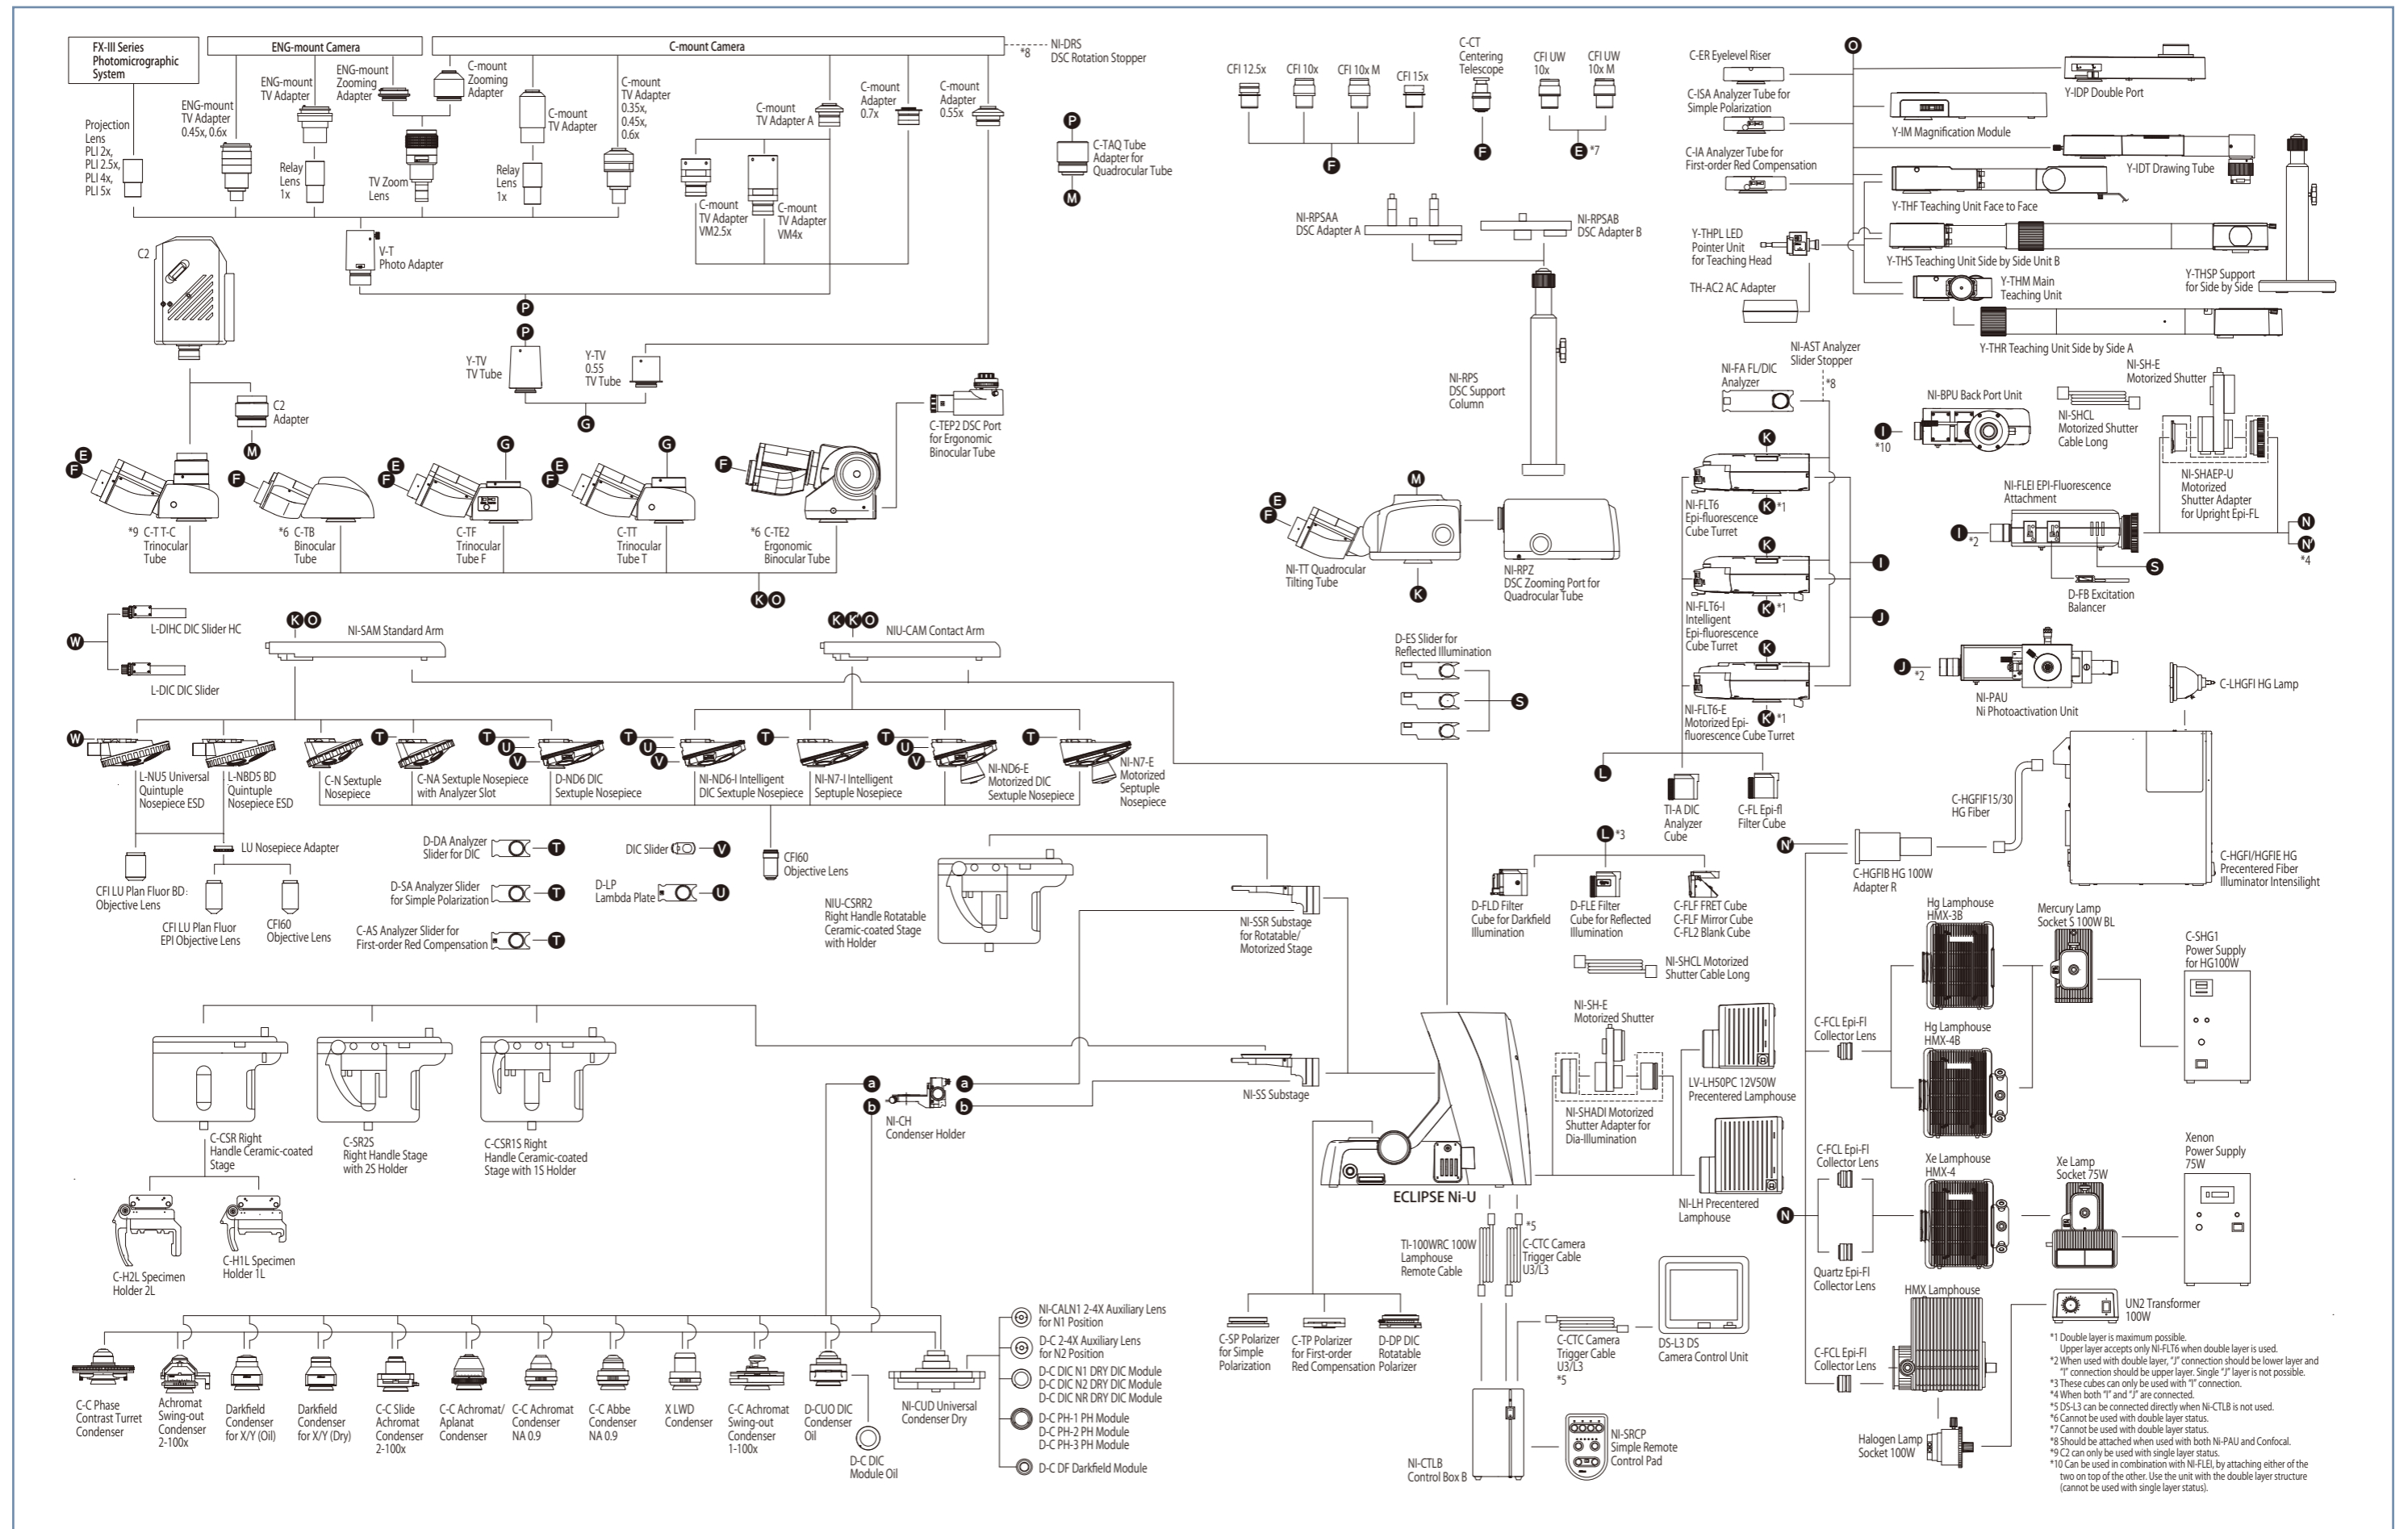 FX-III Series
Photomicrographic
System
ENG-mount Camera
C-mount Camera
*8
NI-DRS
DSC Rotation Stopper
Projection
Lens
PLI 2x,
PLI 2.5x,
PLI 4x,
PLI 5x
ENG-mount
TV Adapter
0.45x, 0.6x
ENG-mount
TV Adapter
Relay
Lens
1x
ENG-mount
Zooming
Adapter
C-mount
Zooming
Adapter
TV Zoom
Lens
C-mount
TV Adapter
Relay
Lens
1x
C-mount
TV Adapter
0.35x,
0.45x,
0.6x
C-mount
TV Adapter A
C-mount
Adapter
0.7x
C-mount
Adapter
0.55x
C-mount
TV Adapter
VM2.5x
C-mount
TV Adapter
VM4x
P
C-TAQ Tube
Adapter for
Quadrocular Tube
M
C2
V-T
Photo Adapter
P
P
Y-TV
TV Tube
Y-TV
0.55
TV Tube
G
C2
Adapter
M
C-TEP2 DSC Port
for Ergonomic
Binocular Tube
E
F
*9 C-T T-C
Trinocular
Tube
F
*6 C-TB
Binocular
Tube
E
F
G
C-TF
Trinocular
Tube F
E
F
G
C-TT
Trinocular
Tube T
F
*6 C-TE2
Ergonomic
Binocular Tube
K O
CFI 12.5x
CFI 10x
CFI 10x M
CFI 15x
F
C-CT
Centering
Telescope
F
CFI UW
10x
CFI UW
10x M
E *7
NI-RPSAA
DSC Adapter A
NI-RPSAB
DSC Adapter B
NI-RPS
DSC Support
Column
E
F
M
NI-TT Quadrocular
Tilting Tube
K
NI-RPZ
DSC Zooming Port for
Quadrocular Tube
C-ER Eyelevel Riser
C-ISA Analyzer Tube for
Simple Polarization
C-IA Analyzer Tube for
First-order Red Compensation
O
Y-IDP Double Port
Y-IM Magnification Module
Y-IDT Drawing Tube
Y-THF Teaching Unit Face to Face
Y-THPL LED
Pointer Unit
for Teaching Head
Y-THS Teaching Unit Side by Side Unit B
TH-AC2 AC Adapter
Y-THM Main
Teaching Unit
Y-THSP Support
for Side by Side
Y-THR Teaching Unit Side by Side A
NI-AST Analyzer
Slider Stopper
*8
NI-FA FL/DIC
Analyzer
K
NI-FLT6
Epi-fluorescence
Cube Turret
K' *1
K
NI-FLT6-I
Intelligent
Epi-fluorescence
Cube Turret
K' *1
K
NI-FLT6-E
Motorized Epi-
fluorescence Cube Turret
K' *1
I
J
NI-BPU Back Port Unit
I
*10
NI-SHCL
Motorized Shutter
Cable Long
NI-SH-E
Motorized Shutter
NI-SHAEP-U
Motorized
Shutter Adapter
for Upright Epi-FL
NI-FLEI EPI-Fluorescence
Attachment
I
*2
N
N'
*4
S
D-FB Excitation
Balancer
J
*2
NI-PAU
Ni Photoactivation Unit
C-LHGFI HG Lamp
W
L-DIHC DIC Slider HC
L-DIC DIC Slider
K O
NI-SAM Standard Arm
K K' O
NIU-CAM Contact Arm
D-ES Slider for
Reflected Illumination
S
W
L-NU5 Universal
Quintuple
Nosepiece ESD
L-NBD5 BD
Quintuple
Nosepiece ESD
C-N Sextuple
Nosepiece
T
C-NA Sextuple Nosepiece
with Analyzer Slot
T
U
V
D-ND6 DIC
Sextuple Nosepiece
T
U
V
NI-ND6-I Intelligent
DIC Sextuple Nosepiece
T
NI-N7-I Intelligent
Septuple Nosepiece
T
U
V
NI-ND6-E
Motorized DIC
Sextuple Nosepiece
T
NI-N7-E
Motorized
Septuple
Nosepiece
LU Nosepiece Adapter
CFI LU Plan Fluor BD:
Objective Lens
CFI LU Plan Fluor
EPI Objective Lens
CFI60
Objective Lens
D-DA Analyzer
Slider for DIC
T
D-SA Analyzer Slider
for Simple Polarization
T
C-AS Analyzer Slider for
First-order Red Compensation
T
DIC Slider
V
D-LP
Lambda Plate
U
CFI60
Objective Lens
NIU-CSRR2
Right Handle Rotatable
Ceramic-coated Stage
with Holder
NI-SSR Substage
for Rotatable/
Motorized Stage
L
TI-A DIC
Analyzer
Cube
C-FL Epi-fl
Filter Cube
L *3
D-FLD Filter
Cube for Darkfield
Illumination
D-FLE Filter
Cube for Reflected
Illumination
C-FLF FRET Cube
C-FLF Mirror Cube
C-FL2 Blank Cube
NI-SHCL Motorized
Shutter Cable Long
C-HGFIF15/30
HG Fiber
N'
C-HGFIB HG 100W
Adapter R
C-HGFI/HGFIE HG
Precentered Fiber
Illuminator Intensilight
Hg Lamphouse
HMX-3B
Mercury Lamp
Socket S 100W BL
C-SHG1
Power Supply
for HG100W
C-FCL Epi-Fl
Collector Lens
Hg Lamphouse
HMX-4B
C-CSR Right
Handle Ceramic-coated
Stage
C-SR2S
Right Handle Stage
with 2S Holder
C-CSR1S Right
Handle Ceramic-coated
Stage with 1S Holder
a
b
NI-CH
Condenser Holder
a
b
NI-SS Substage
C-H2L Specimen
Holder 2L
C-H1L Specimen
Holder 1L
ECLIPSE Ni-U
NI-SH-E
Motorized Shutter
NI-SHADI Motorized
Shutter Adapter for
Dia-Illumination
LV-LH50PC 12V50W
Precentered Lamphouse
NI-LH Precentered
Lamphouse
C-FCL Epi-Fl
Collector Lens
Xe Lamphouse
HMX-4
Xe Lamp
Socket 75W
Xenon
Power Supply
75W
N
Quartz Epi-Fl
Collector Lens
HMX Lamphouse
C-FCL Epi-Fl
Collector Lens
UN2 Transformer
100W
Halogen Lamp
Socket 100W
TI-100WRC 100W
Lamphouse
Remote Cable
*5
C-CTC Camera
Trigger Cable
U3/L3
C-SP Polarizer
for Simple
Polarization
C-TP Polarizer
for First-order
Red Compensation
D-DP DIC
Rotatable
Polarizer
C-CTC Camera
Trigger Cable
U3/L3
*5
DS-L3 DS
Camera Control Unit
NI-CTLB
Control Box B
NI-SRCP
Simple Remote
Control Pad
C-C Phase
Contrast Turret
Condenser
Achromat
Swing-out
Condenser
2-100x
Darkfield
Condenser
for X/Y (Oil)
Darkfield
Condenser
for X/Y (Dry)
C-C Slide
Achromat
Condenser
2-100x
C-C Achromat/
Aplanat
Condenser
C-C Achromat
Condenser
NA 0.9
C-C Abbe
Condenser
NA 0.9
X LWD
Condenser
C-C Achromat
Swing-out
Condenser
1-100x
D-CUO DIC
Condenser
Oil
D-C DIC
Module Oil
NI-CUD Universal
Condenser Dry
NI-CALN1 2-4X Auxiliary Lens
for N1 Position
D-C 2-4X Auxiliary Lens
for N2 Position
D-C DIC N1 DRY DIC Module
D-C DIC N2 DRY DIC Module
D-C DIC NR DRY DIC Module
D-C PH-1 PH Module
D-C PH-2 PH Module
D-C PH-3 PH Module
D-C DF Darkfield Module
*1 Double layer is maximum possible.
Upper layer accepts only NI-FLT6 when double layer is used.
*2 When used with double layer, "J" connection should be lower layer and
"I" connection should be upper layer. Single "J" layer is not possible.
*3 These cubes can only be used with "I" connection.
*4 When both "I" and "J" are connected.
*5 DS-L3 can be connected directly when Ni-CTLB is not used.
*6 Cannot be used with double layer status.
*7 Cannot be used with double layer status.
*8 Should be attached when used with both Ni-PAU and Confocal.
*9 C2 can only be used with single layer status.
*10 Can be used in combination with NI-FLEI, by attaching either of the
two on top of the other. Use the unit with the double layer structure
(cannot be used with single layer status).